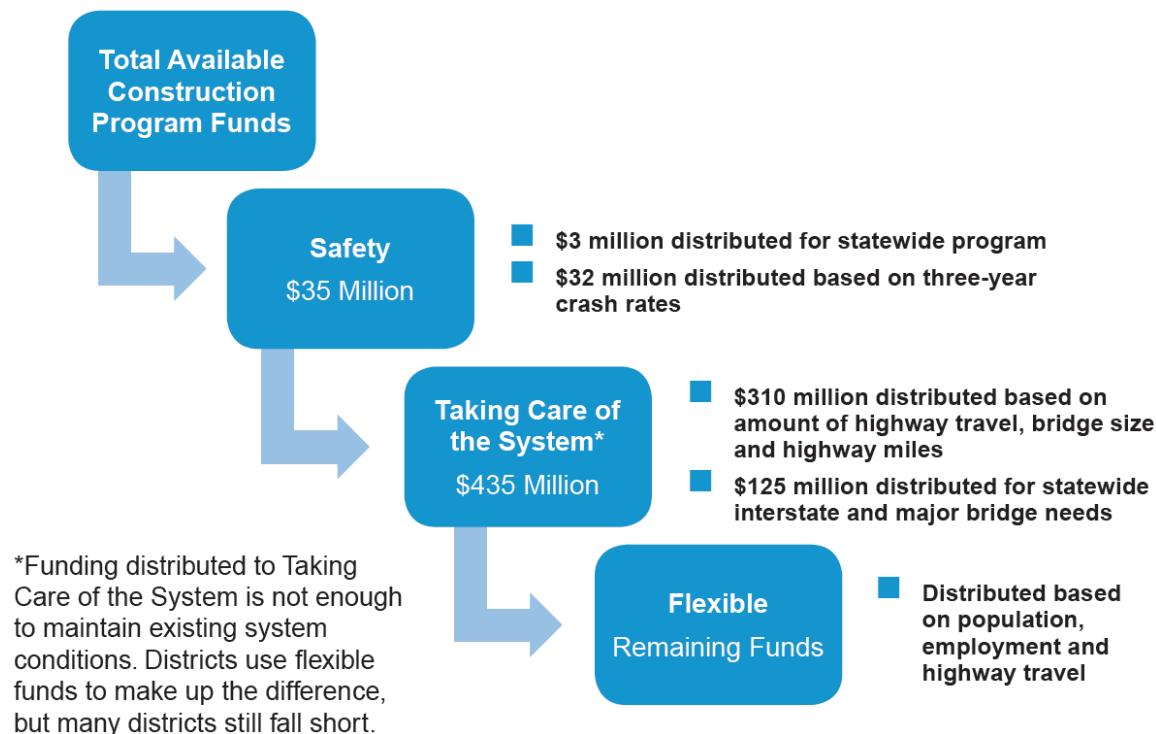 Total Available
Construction
Program Funds
Safety
$35 Million
$3 million distributed for statewide program
$32 million distributed based on three-year
crash rates
Taking Care of
the System*
$435 Million
$310 million distributed based on
amount of highway travel, bridge size
and highway miles
$125 million distributed for statewide
interstate and major bridge needs
*Funding distributed to Taking
Care of the System is not enough
to maintain existing system
conditions. Districts use flexible
funds to make up the difference,
but many districts still fall short.
Flexible
Remaining Funds
Distributed based
on population,
employment and
highway travel